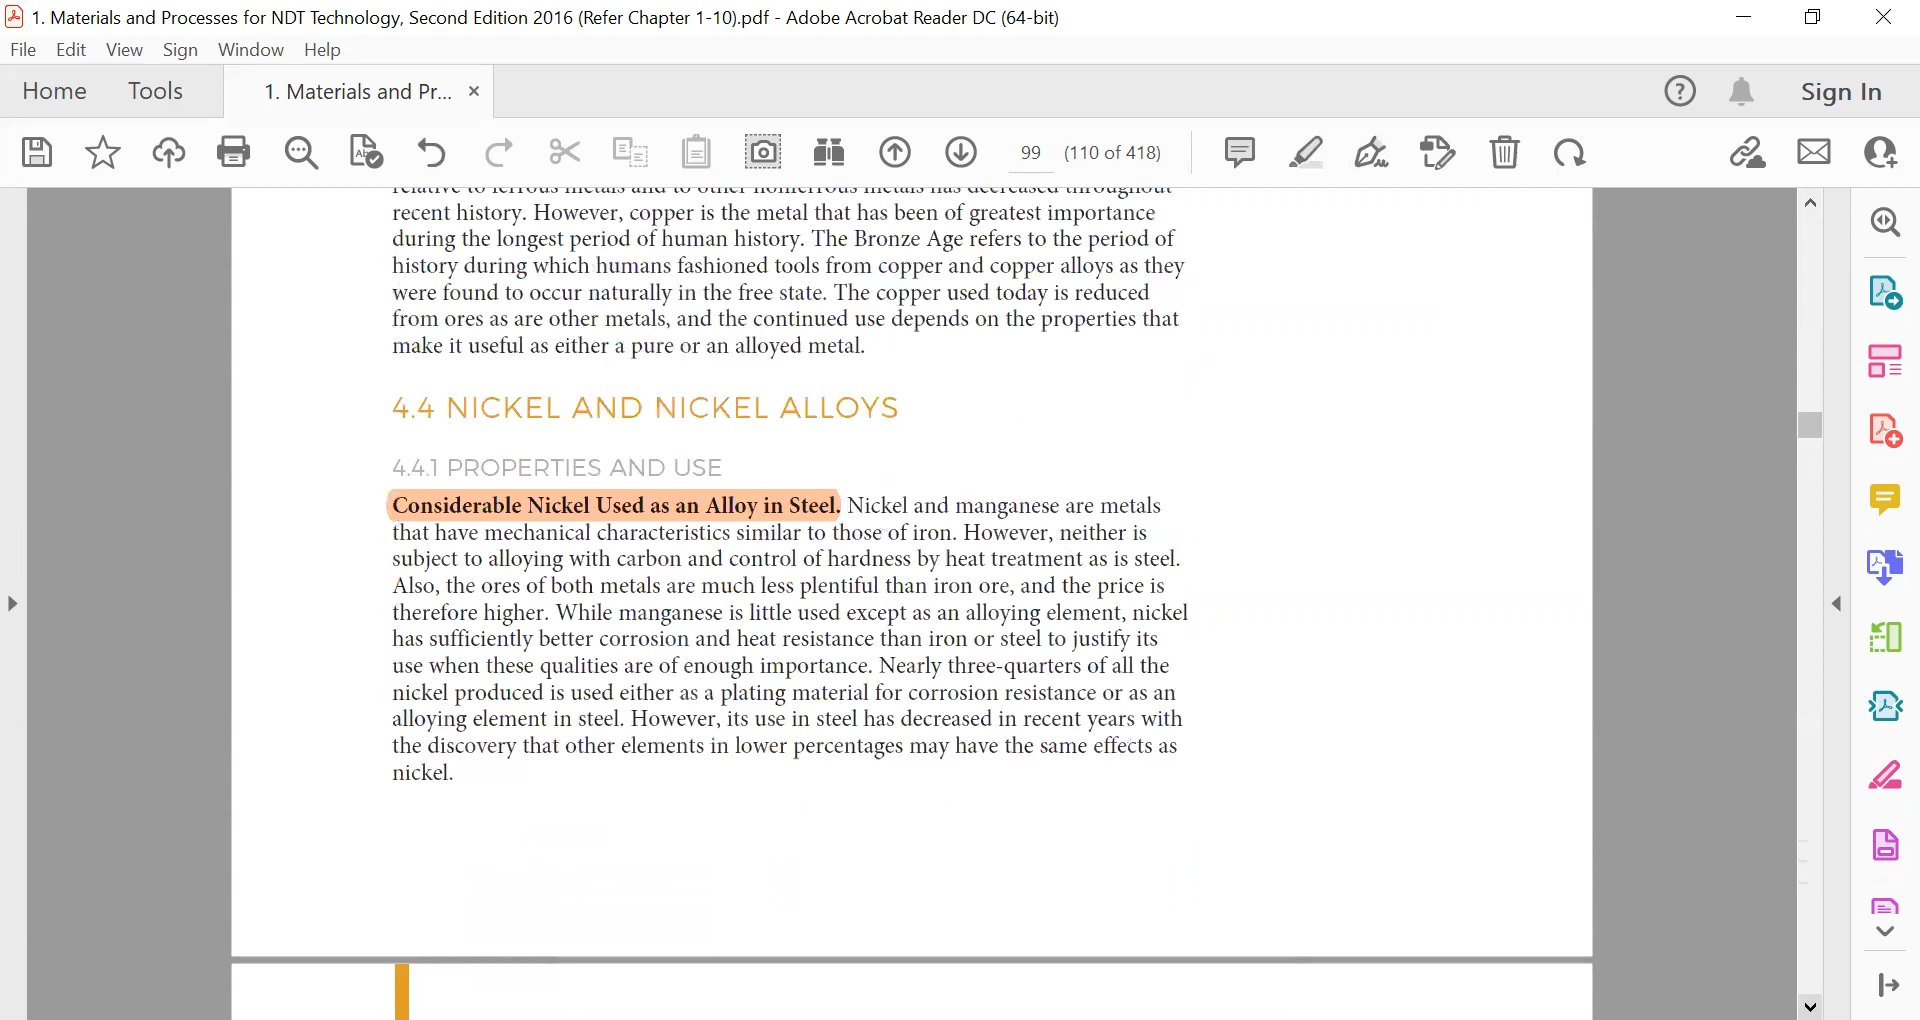 1. Materials and Processes for NDT Technology, Second Edition 2016 (Refer Chapter 1-10).pdf - Adobe Acrobat Reader DC (64-bit)
File Edit View Sign Window Help
Home Tools 1. Materials and Pr... × Sign In
99 (110 of 418)
relative to ferrous metals and to other nonferrous metals has decreased throughout
recent history. However, copper is the metal that has been of greatest importance
during the longest period of human history. The Bronze Age refers to the period of
history during which humans fashioned tools from copper and copper alloys as they
were found to occur naturally in the free state. The copper used today is reduced
from ores as are other metals, and the continued use depends on the properties that
make it useful as either a pure or an alloyed metal.
4.4 NICKEL AND NICKEL ALLOYS
4.4.1 PROPERTIES AND USE
Considerable Nickel Used as an Alloy in Steel. Nickel and manganese are metals
that have mechanical characteristics similar to those of iron. However, neither is
subject to alloying with carbon and control of hardness by heat treatment as is steel.
Also, the ores of both metals are much less plentiful than iron ore, and the price is
therefore higher. While manganese is little used except as an alloying element, nickel
has sufficiently better corrosion and heat resistance than iron or steel to justify its
use when these qualities are of enough importance. Nearly three-quarters of all the
nickel produced is used either as a plating material for corrosion resistance or as an
alloying element in steel. However, its use in steel has decreased in recent years with
the discovery that other elements in lower percentages may have the same effects as
nickel.